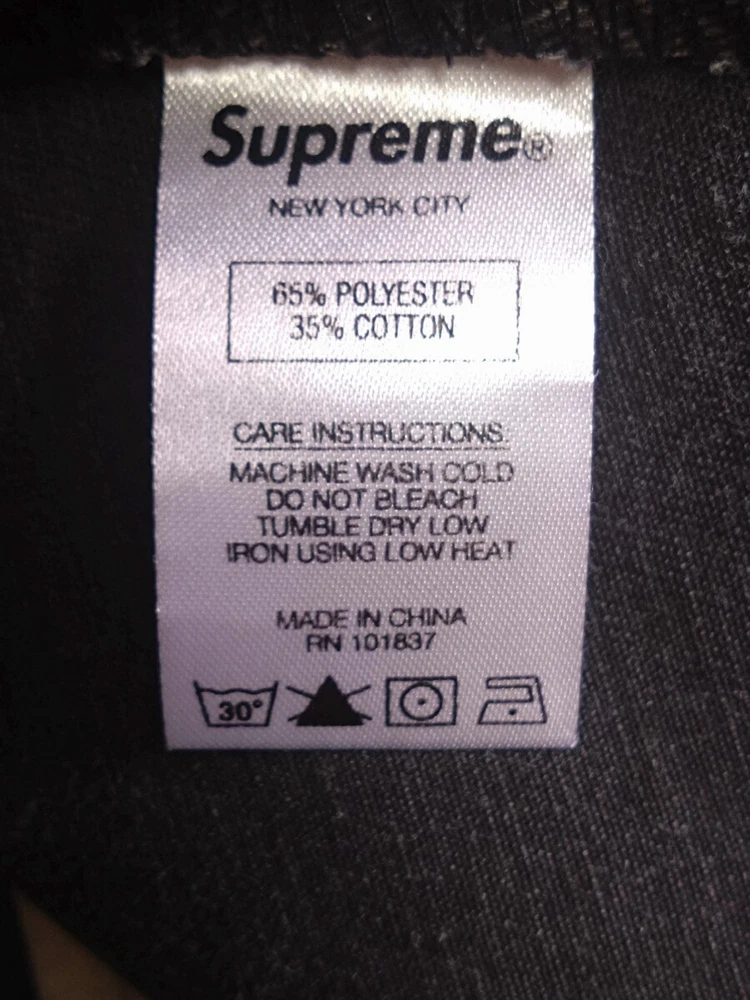 Supreme®
NEW YORK CITY
65% POLYESTER
35% COTTON
CARE INSTRUCTIONS:
MACHINE WASH COLD
DO NOT BLEACH
TUMBLE DRY LOW
IRON USING LOW HEAT
MADE IN CHINA
RN 101837
30°